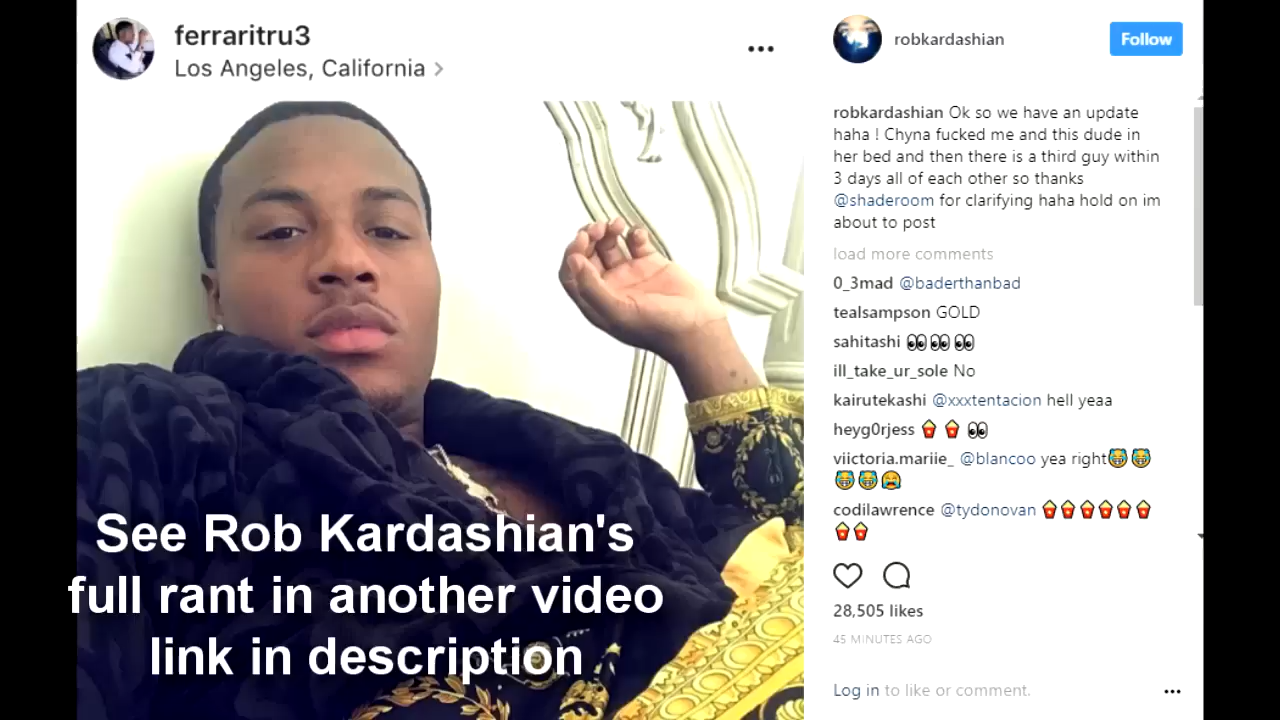 ferraritru3
Los Angeles, California >
robkardashian
Follow
robkardashian Ok so we have an update
haha ! Chyna fucked me and this dude in
her bed and then there is a third guy within
3 days all of each other so thanks
@shaderoom for clarifying haha hold on im
about to post
load more comments
0_3mad @baderthanbad
tealsampson GOLD
sahitashi 👀👀👀
ill_take_ur_sole No
kairutekashi @xxxtentacion hell yeaa
heyg0rjess 🍿 🍿 👀
viictoria.mariie_ @blancoo yea right😹😹
😹😹😭
codilawrence @tydonovan 🍿🍿🍿🍿🍿🍿
🍿🍿
28,505 likes
45 MINUTES AGO
Log in to like or comment.
See Rob Kardashian's
full rant in another video
link in description